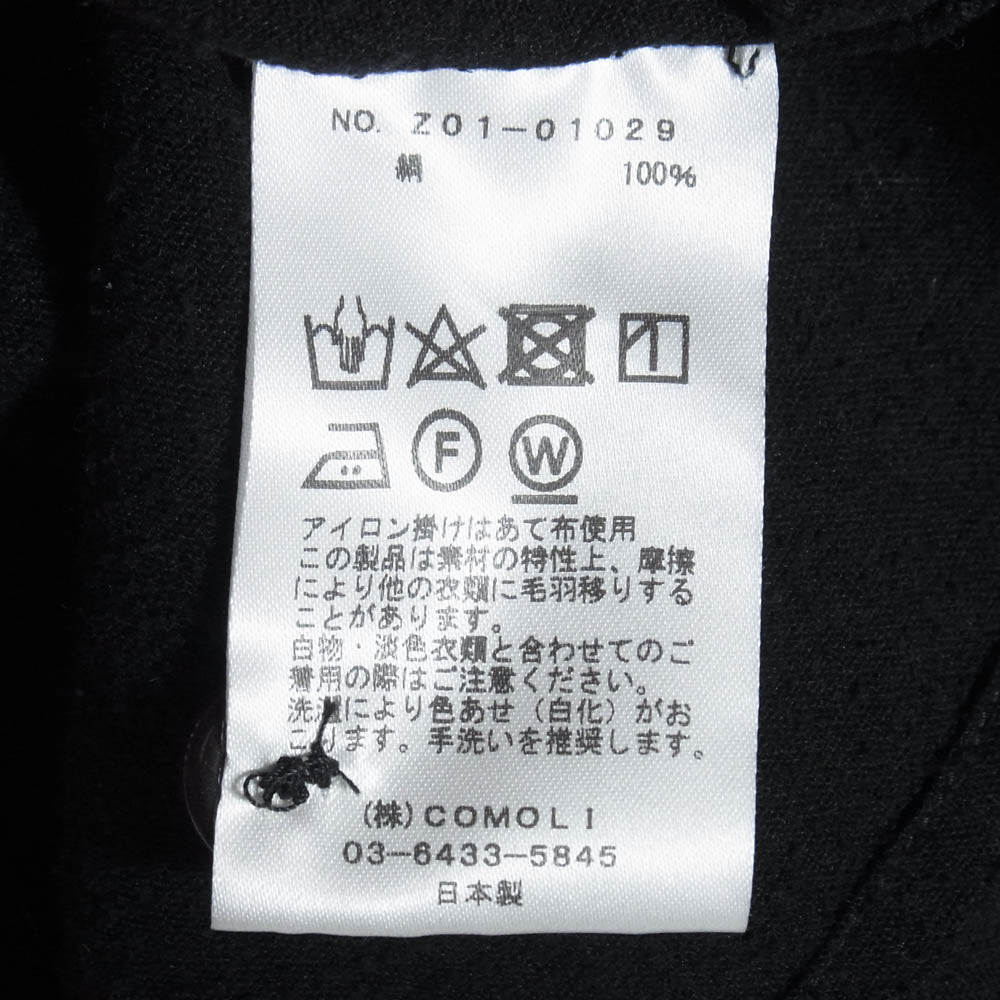 NO. Z01-01029
絹 100%
F W
アイロン掛けはあて布使用
この製品は素材の特性上、摩擦
により他の衣類に毛羽移りする
ことがあります。
白物・淡色衣類と合わせてのご
着用の際はご注意ください。
洗濯により色あせ（白化）がお
こります。手洗いを推奨します。
(株)COMOLI
03-6433-5845
日本製